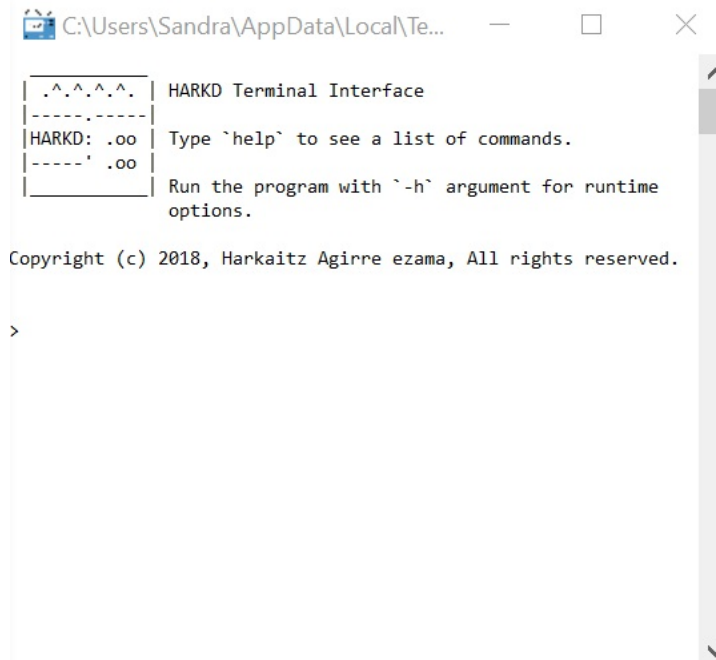 C:\Users\Sandra\AppData\Local\Te...
 ___________
| .^.^.^.^. | HARKD Terminal Interface
|-----.-----|
|HARKD: .oo | Type `help` to see a list of commands.
|-----' .oo |
|___________| Run the program with `-h` argument for runtime
options.
Copyright (c) 2018, Harkaitz Agirre ezama, All rights reserved.
>